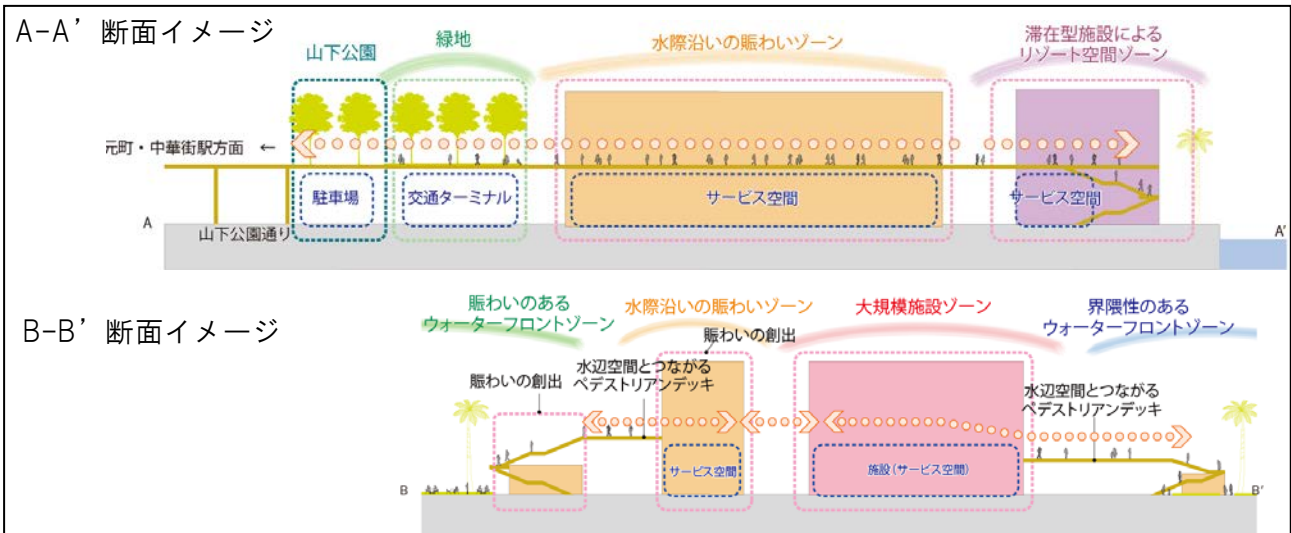 A-A’断面イメージ
山下公園
緑地
水際沿いの賑わいゾーン
滞在型施設による
リゾート空間ゾーン
元町・中華街駅方面 ←
駐車場
交通ターミナル
サービス空間
サービス空間
A
山下公園通り
A'
B-B’断面イメージ
賑わいのある
ウォーターフロントゾーン
水際沿いの賑わいゾーン
大規模施設ゾーン
界隈性のある
ウォーターフロントゾーン
賑わいの創出
水辺空間とつながる
ペデストリアンデッキ
賑わいの創出
水辺空間とつながる
ペデストリアンデッキ
サービス空間
施設(サービス空間)
B
B'